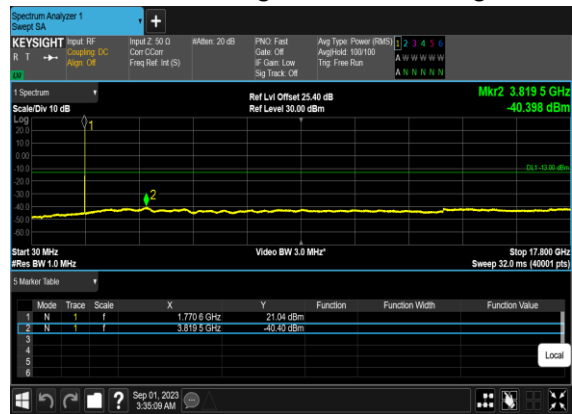 Spectrum Analyzer 1
Swept SA
+
KEYSIGHT Input: RF Input Z: 50 Ω #Atten: 20 dB PNO: Fast Avg Type: Power (RMS) 1 2 3 4 5 6
R T Coupling: DC Corr CCorr Gate: Off Avg|Hold: 100/100 A W W W W W
Align: Off Freq Ref: Int (S) IF Gain: Low Trig: Free Run
LXI Sig Track: Off A N N N N N
1 Spectrum Ref Lvl Offset 25.40 dB Mkr2 3.819 5 GHz
Scale/Div 10 dB Ref Level 30.00 dBm -40.398 dBm
Log
20.0 1
10.0
0.00
-10.0 DL1 -13.00 dBm
-20.0
-30.0 2
-40.0
-50.0
-60.0
Start 30 MHz Video BW 3.0 MHz* Stop 17.800 GHz
#Res BW 1.0 MHz Sweep 32.0 ms (40001 pts)
5 Marker Table
Mode Trace Scale X Y Function Function Width Function Value
1 N 1 f 1.770 6 GHz 21.04 dBm
2 N 1 f 3.819 5 GHz -40.40 dBm
3
4
5
6
Local
? Sep 01, 2023
3:35:09 AM